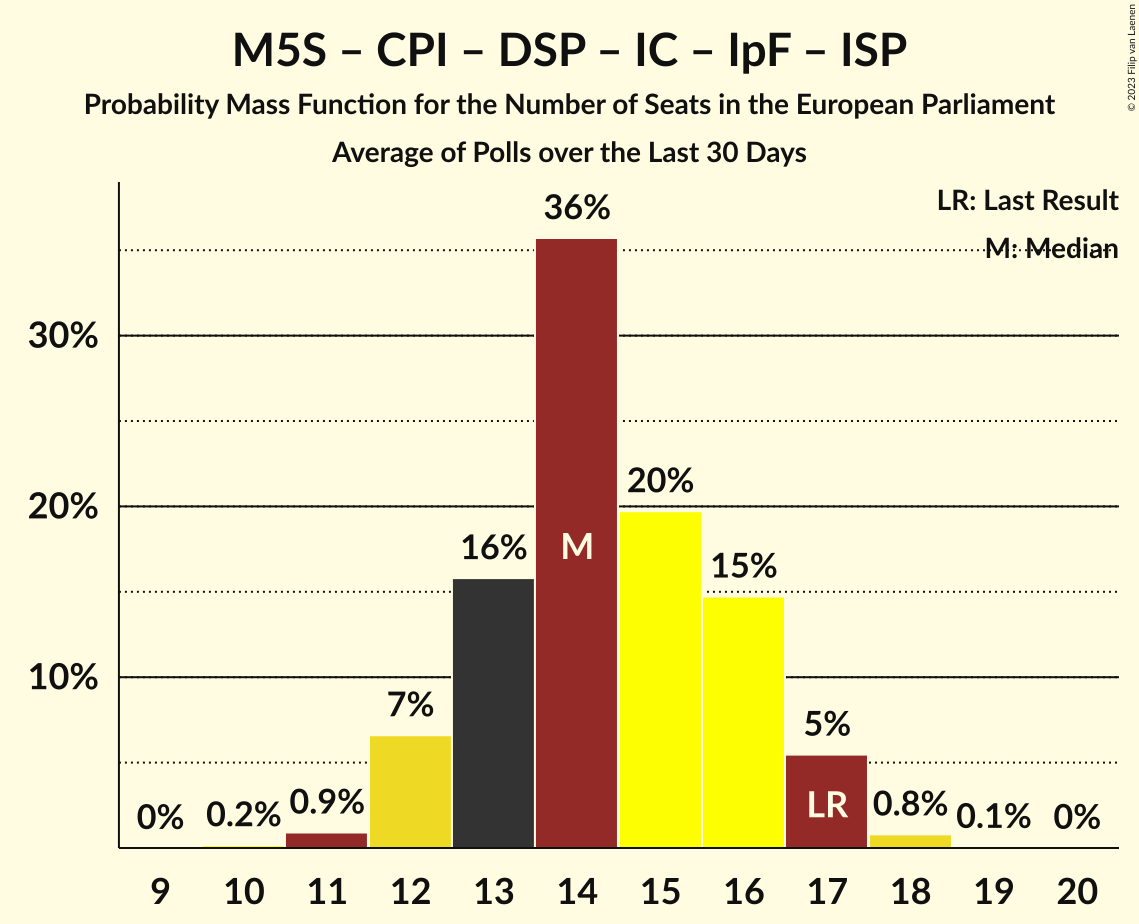 M5S – CPI – DSP – IC – IpF – ISP
Probability Mass Function for the Number of Seats in the European Parliament
Average of Polls over the Last 30 Days
© 2023 Filip van Laenen
LR: Last Result
M: Median
30%
20%
10%
0%
0.2%
0.9%
7%
16%
36%
M
20%
15%
5%
LR
0.8%
0.1%
0%
9 10 11 12 13 14 15 16 17 18 19 20